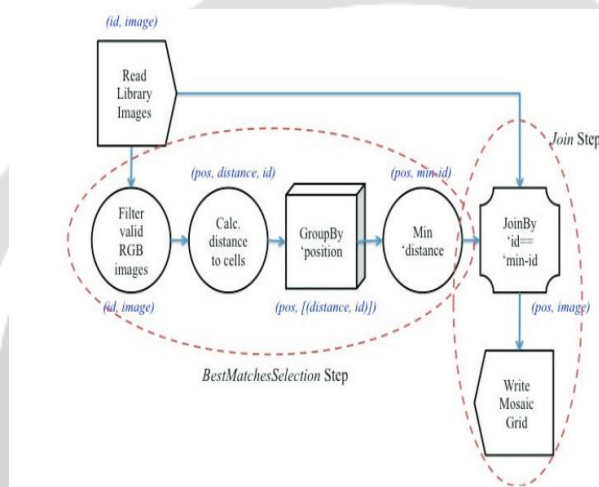 (id, image)
Read
Library
Images
Join Step
(pos, distance, id)
(pos, min-id)
Filter
valid
RGB
images
Calc.
distance
to cells
GroupBy
‘position
Min
‘distance
JoinBy
‘id==
‘min-id
(id, image)
(pos, [(distance, id)])
(pos, image)
BestMatchesSelection Step
Write
Mosaic
Grid